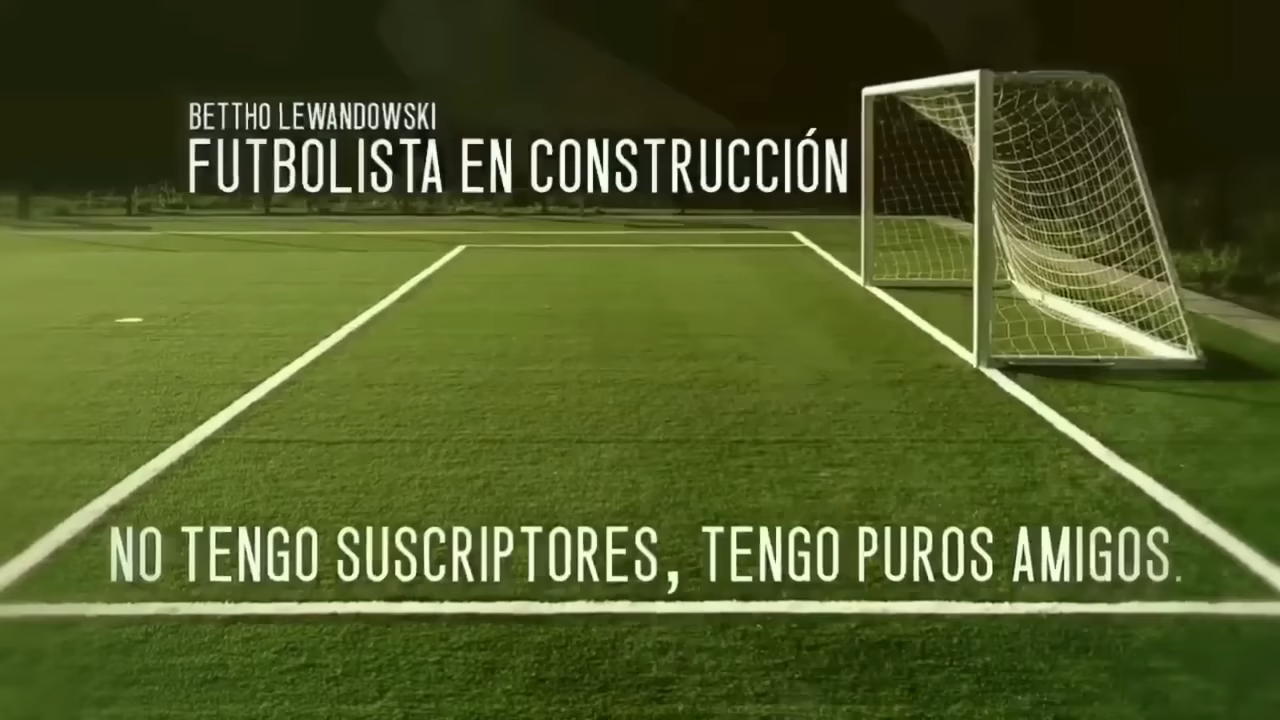 BETTHO LEWANDOWSKI
FUTBOLISTA EN CONSTRUCCIÓN
NO TENGO SUSCRIPTORES, TENGO PUROS AMIGOS.